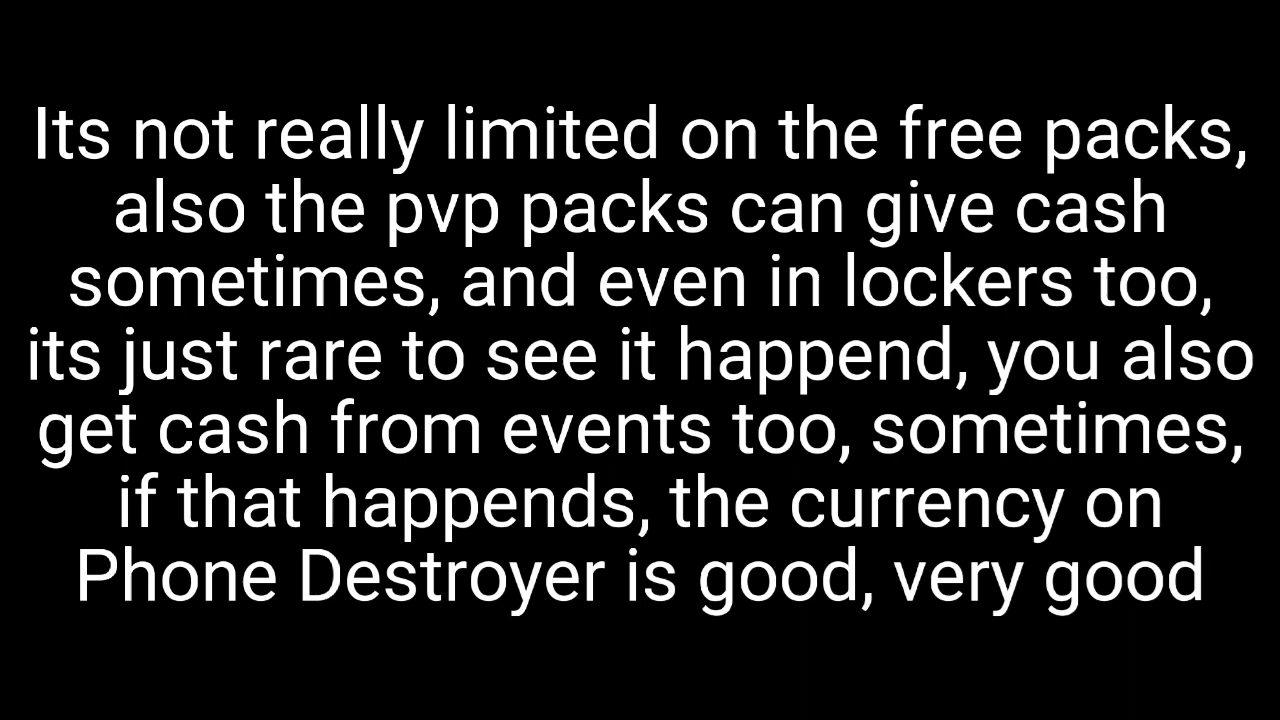 Its not really limited on the free packs,
also the pvp packs can give cash
sometimes, and even in lockers too,
its just rare to see it happend, you also
get cash from events too, sometimes,
if that happends, the currency on
Phone Destroyer is good, very good